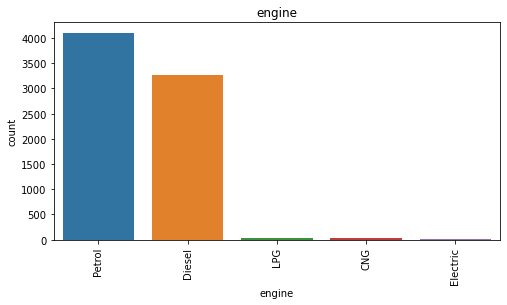 engine
4000
3500
3000
2500
2000
1500
1000
500
0
count
Petrol
Diesel
LPG
CNG
Electric
engine